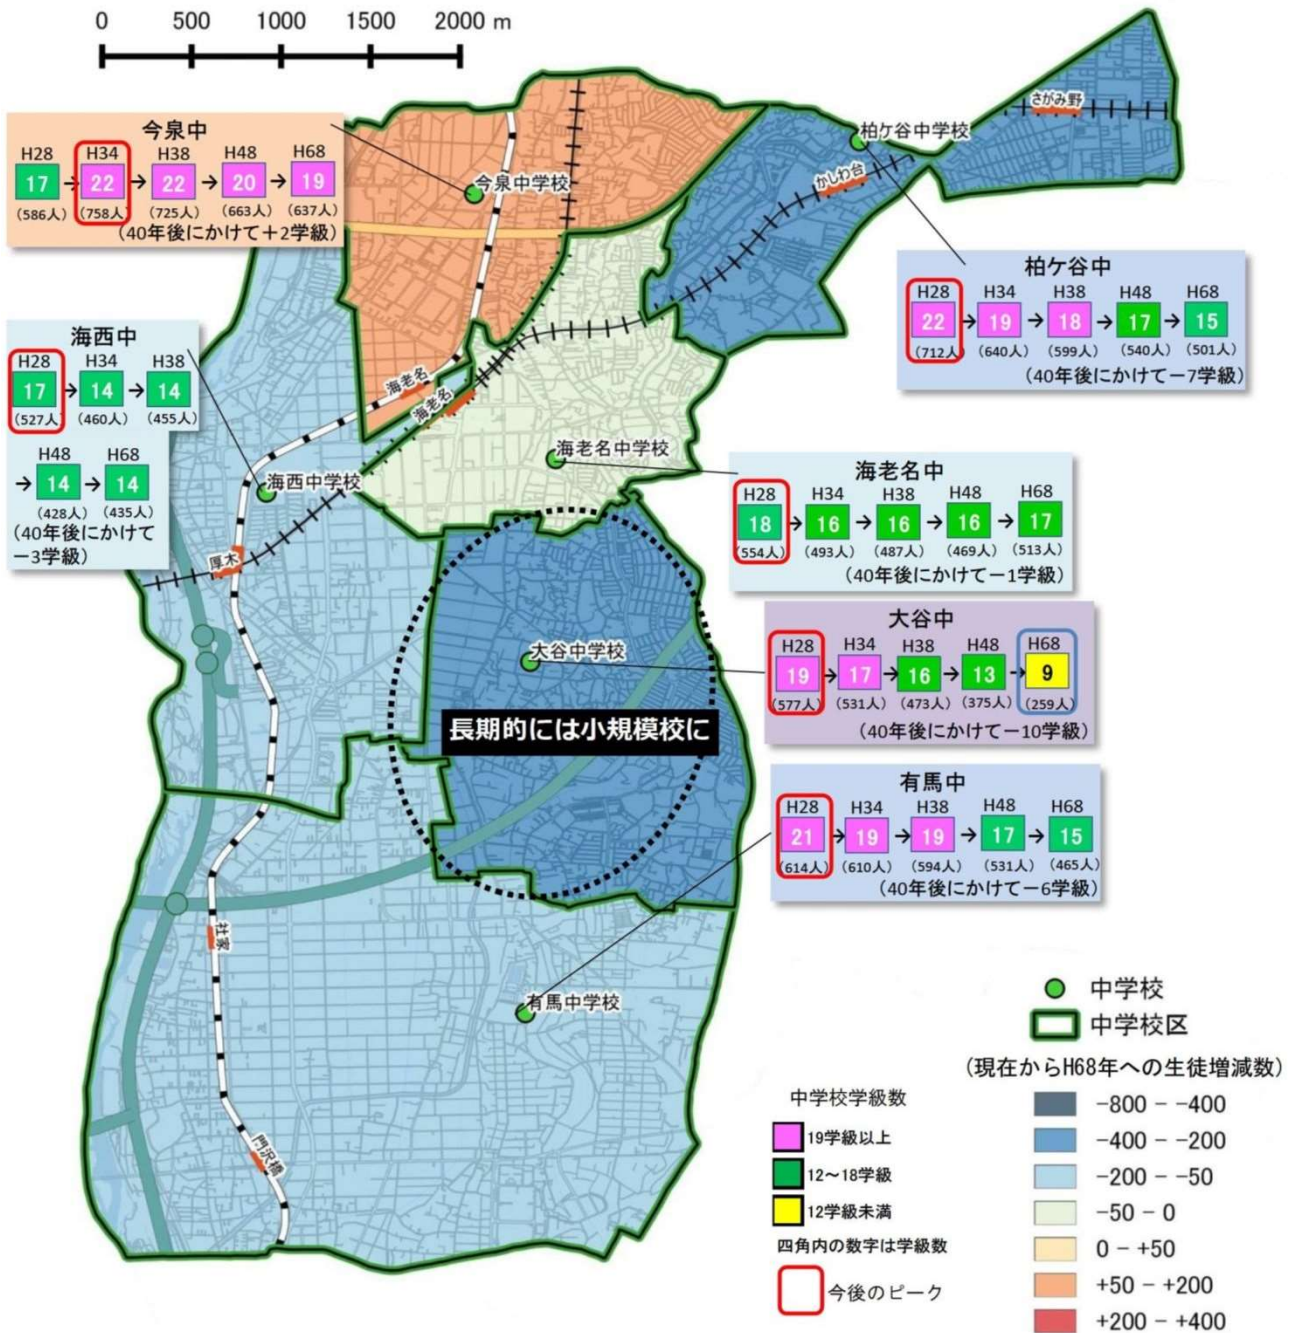 0 500 1000 1500 2000 m
今泉中
H28 H34 H38 H48 H68
17→22→22→20→19
(586人) (758人) (725人) (663人) (637人)
(40年後にかけて＋2学級)
今泉中学校
柏ケ谷中学校
さがみ野
かしわ台
柏ケ谷中
H28 H34 H38 H48 H68
22→19→18→17→15
(712人) (640人) (599人) (540人) (501人)
(40年後にかけて－7学級)
海西中
H28 H34 H38
17→14→14
(527人) (460人) (455人)
H48 H68
→14→14
(428人) (435人)
(40年後にかけて
－3学級)
海老名
海老名
海西中学校
厚木
海老名中学校
海老名中
H28 H34 H38 H48 H68
18→16→16→16→17
(554人) (493人) (487人) (469人) (513人)
(40年後にかけて－1学級)
大谷中学校
長期的には小規模校に
大谷中
H28 H34 H38 H48 H68
19→17→16→13→9
(577人) (531人) (473人) (375人) (259人)
(40年後にかけて－10学級)
有馬中
H28 H34 H38 H48 H68
21→19→19→17→15
(614人) (610人) (594人) (531人) (465人)
(40年後にかけて－6学級)
社家
有馬中学校
門沢橋
中学校学級数
19学級以上
12～18学級
12学級未満
四角内の数字は学級数
今後のピーク
中学校
中学校区
(現在からH68年への生徒増減数)
-800 - -400
-400 - -200
-200 - -50
-50 - 0
0 - +50
+50 - +200
+200 - +400